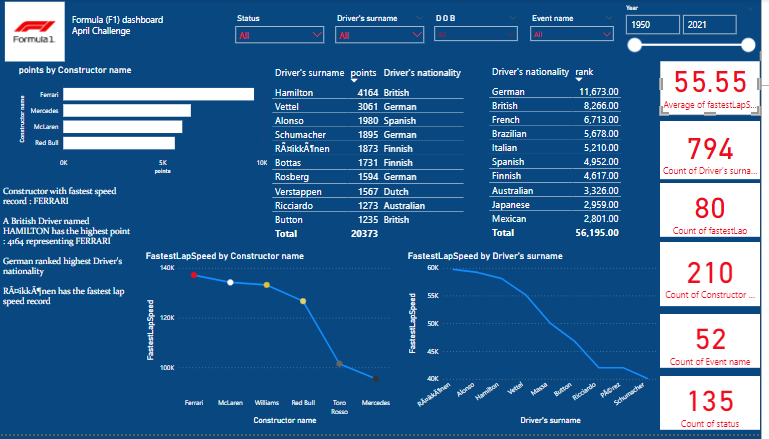 Formula 1
Formula (F1) dashboard
April Challenge
Status
All
Driver's surname
All
D O B
Event name
All
Year
1950
2021
points by Constructor name
Constructor name
Ferrari
Mercedes
McLaren
Red Bull
0K
5K
10K
points
Driver's surname points Driver's nationality
Hamilton 4164 British
Vettel 3061 German
Alonso 1980 Spanish
Schumacher 1895 German
RÃ¤ikkÃ¶nen 1873 Finnish
Bottas 1731 Finnish
Rosberg 1594 German
Verstappen 1567 Dutch
Ricciardo 1273 Australian
Button 1235 British
Total 20373
Driver's nationality rank
German 11,673.00
British 8,266.00
French 6,713.00
Brazilian 5,678.00
Italian 5,210.00
Spanish 4,952.00
Finnish 4,617.00
Australian 3,326.00
Japanese 2,959.00
Mexican 2,801.00
Total 56,195.00
55.55
Average of fastestLapS...
794
Count of Driver's surna...
80
Count of fastestLap
210
Count of Constructor ...
52
Count of Event name
135
Count of status
Constructor with fastest speed
record : FERRARI
A British Driver named
HAMILTON has the highest point
: 4164 representing FERRARI
German ranked highest Driver's
nationality
RÃ¤ikkÃ¶nen has the fastest lap
speed record
FastestLapSpeed by Constructor name
FastestLapSpeed
140K
120K
100K
Ferrari
McLaren
Williams
Red Bull
Toro
Rosso
Mercedes
Constructor name
FastestLapSpeed by Driver's surname
FastestLapSpeed
60K
55K
50K
45K
40K
RÃ¤ikkÃ¶nen
Alonso
Hamilton
Vettel
Massa
Button
Ricciardo
PÃ©rez
Schumacher
Driver's surname